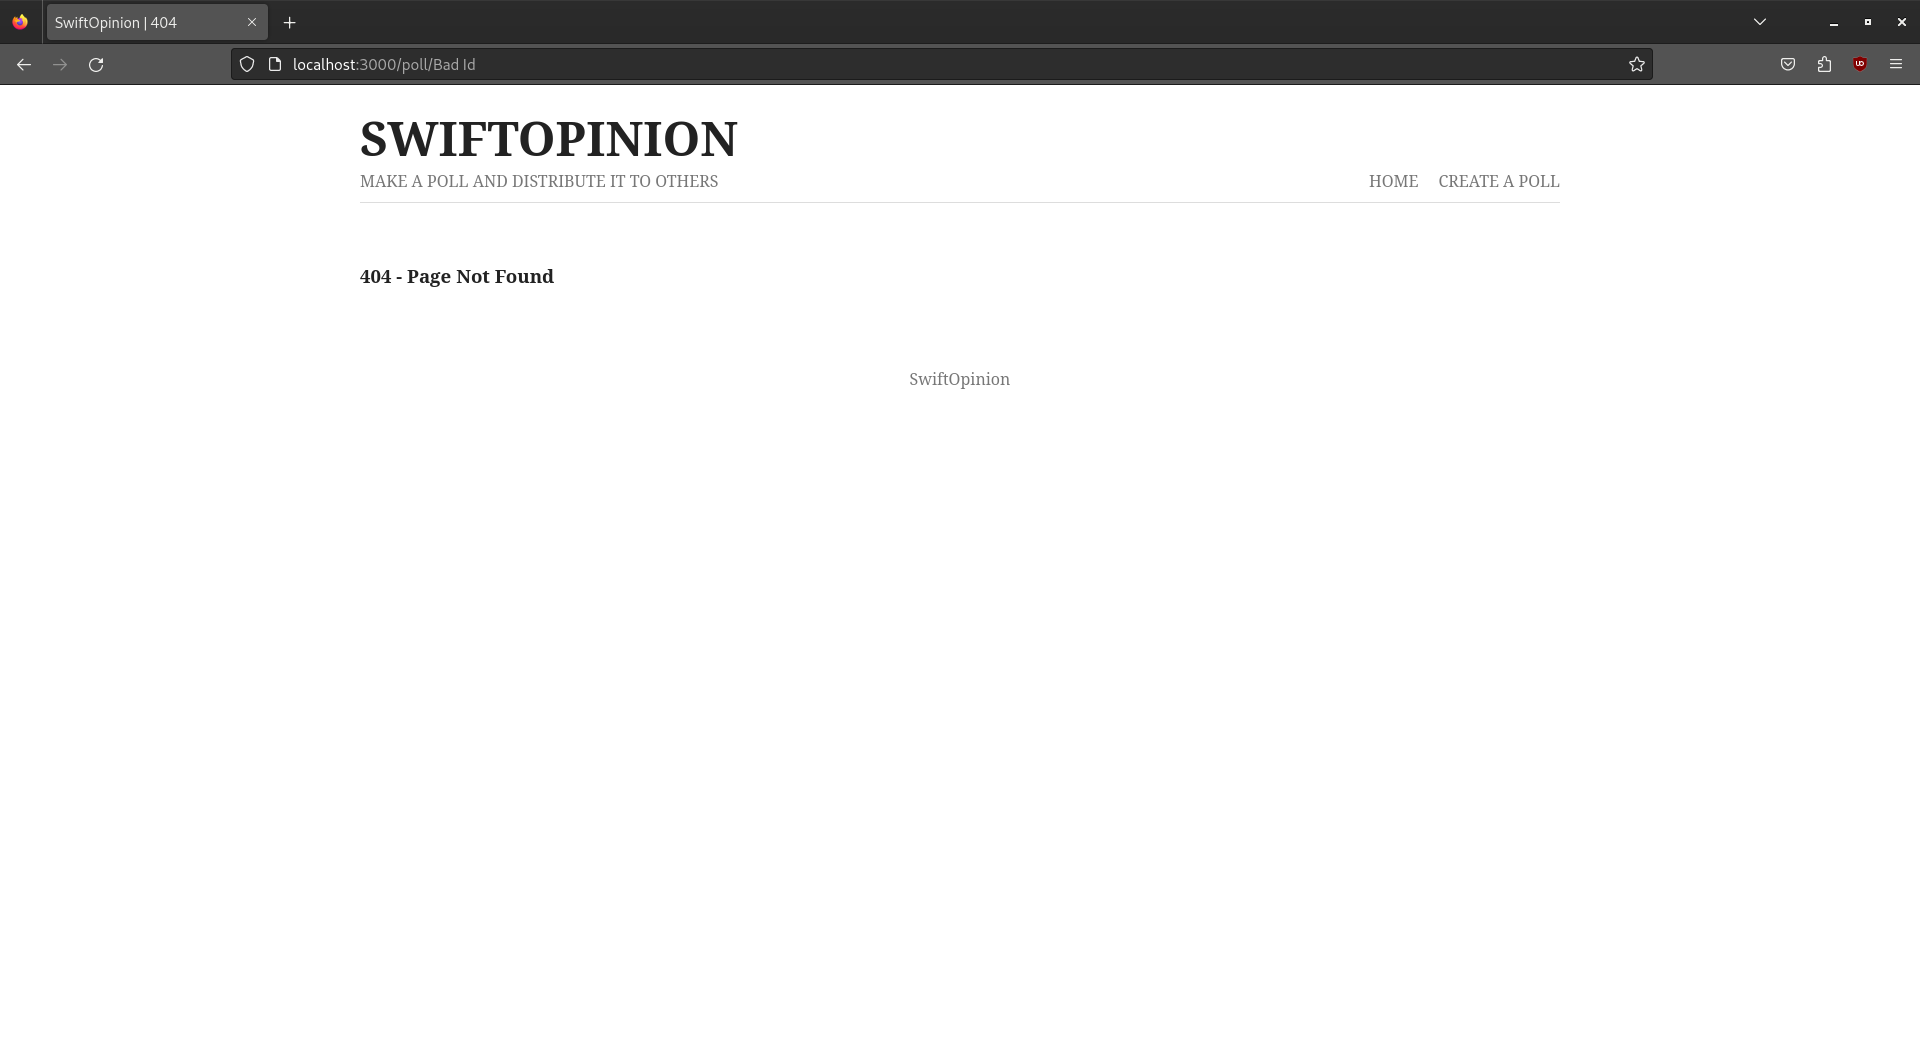 SwiftOpinion | 404
localhost:3000/poll/Bad Id
SWIFTOPINION
MAKE A POLL AND DISTRIBUTE IT TO OTHERS
HOME CREATE A POLL
404 - Page Not Found
SwiftOpinion